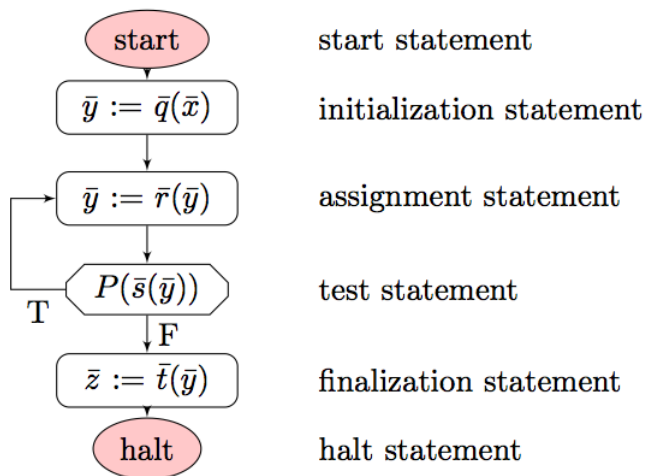 start start statement
ȳ := q̄(x̄) initialization statement
ȳ := r̄(ȳ) assignment statement
P(s̄(ȳ)) test statement
T
F
z̄ := t̄(ȳ) finalization statement
halt halt statement